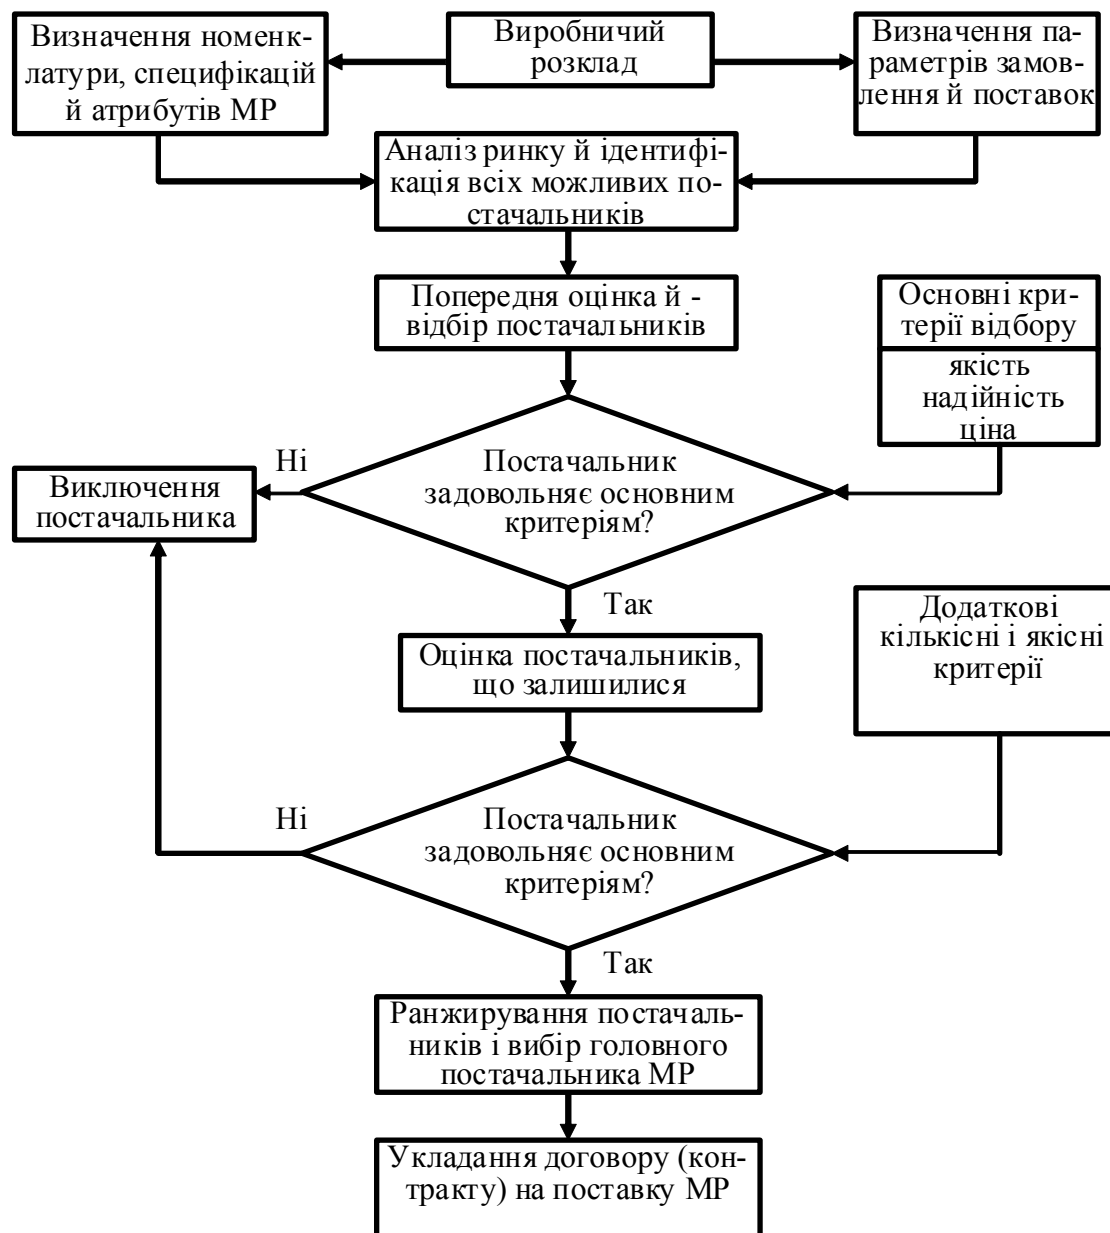 Визначення номенк-
латури, специфікацій
й атрибутів МР
Виробничий
розклад
Визначення па-
раметрів замов-
лення й поставок
Аналіз ринку й ідентифі-
кація всіх можливих по-
стачальників
Попередня оцінка й -
відбір постачальників
Основні кри-
терії відбору
якість
надійність
ціна
Ні
Постачальник
задовольняє основним
критеріям?
Виключення
постачальника
Так
Оцінка постачальників,
що залишилися
Додаткові
кількісні і якісні
критерії
Ні
Постачальник
задовольняє основним
критеріям?
Так
Ранжирування постачаль-
ників і вибір головного
постачальника МР
Укладання договору (кон-
тракту) на поставку МР